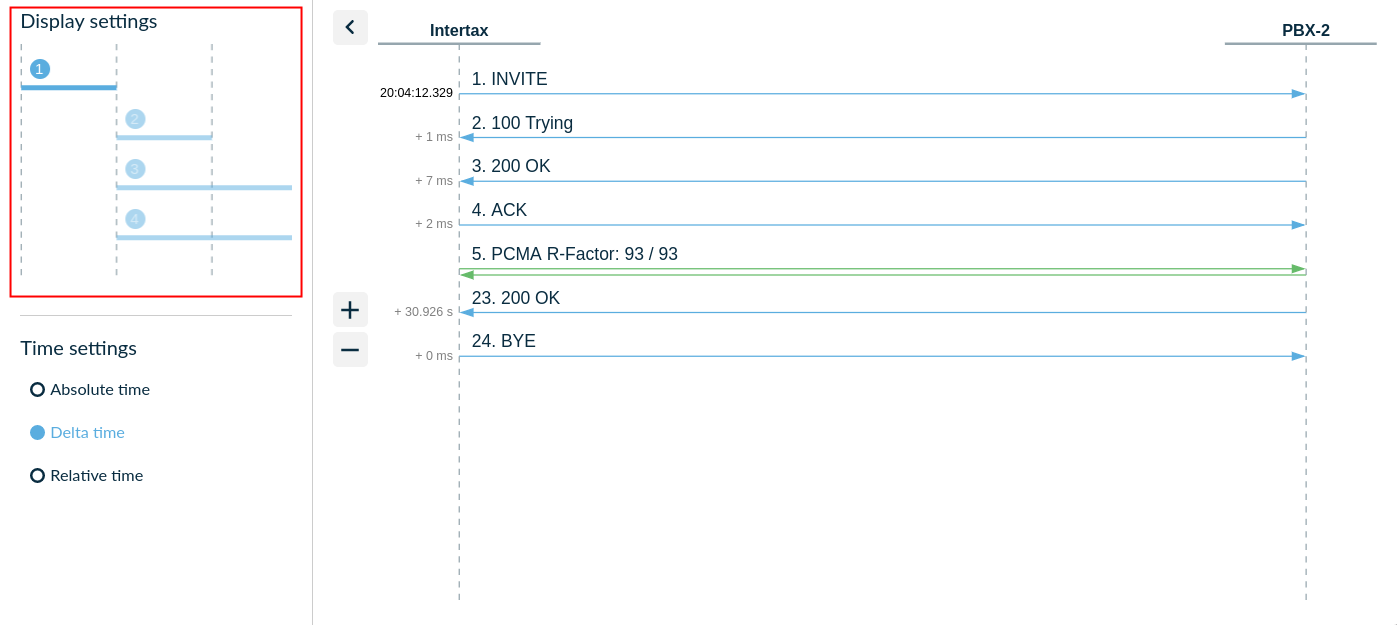 Display settings
1
2
3
4
Time settings
Absolute time
Delta time
Relative time
Intertax
PBX-2
1. INVITE
20:04:12.329
2. 100 Trying
+ 1 ms
3. 200 OK
+ 7 ms
4. ACK
+ 2 ms
5. PCMA R-Factor: 93 / 93
23. 200 OK
+ 30.926 s
24. BYE
+ 0 ms